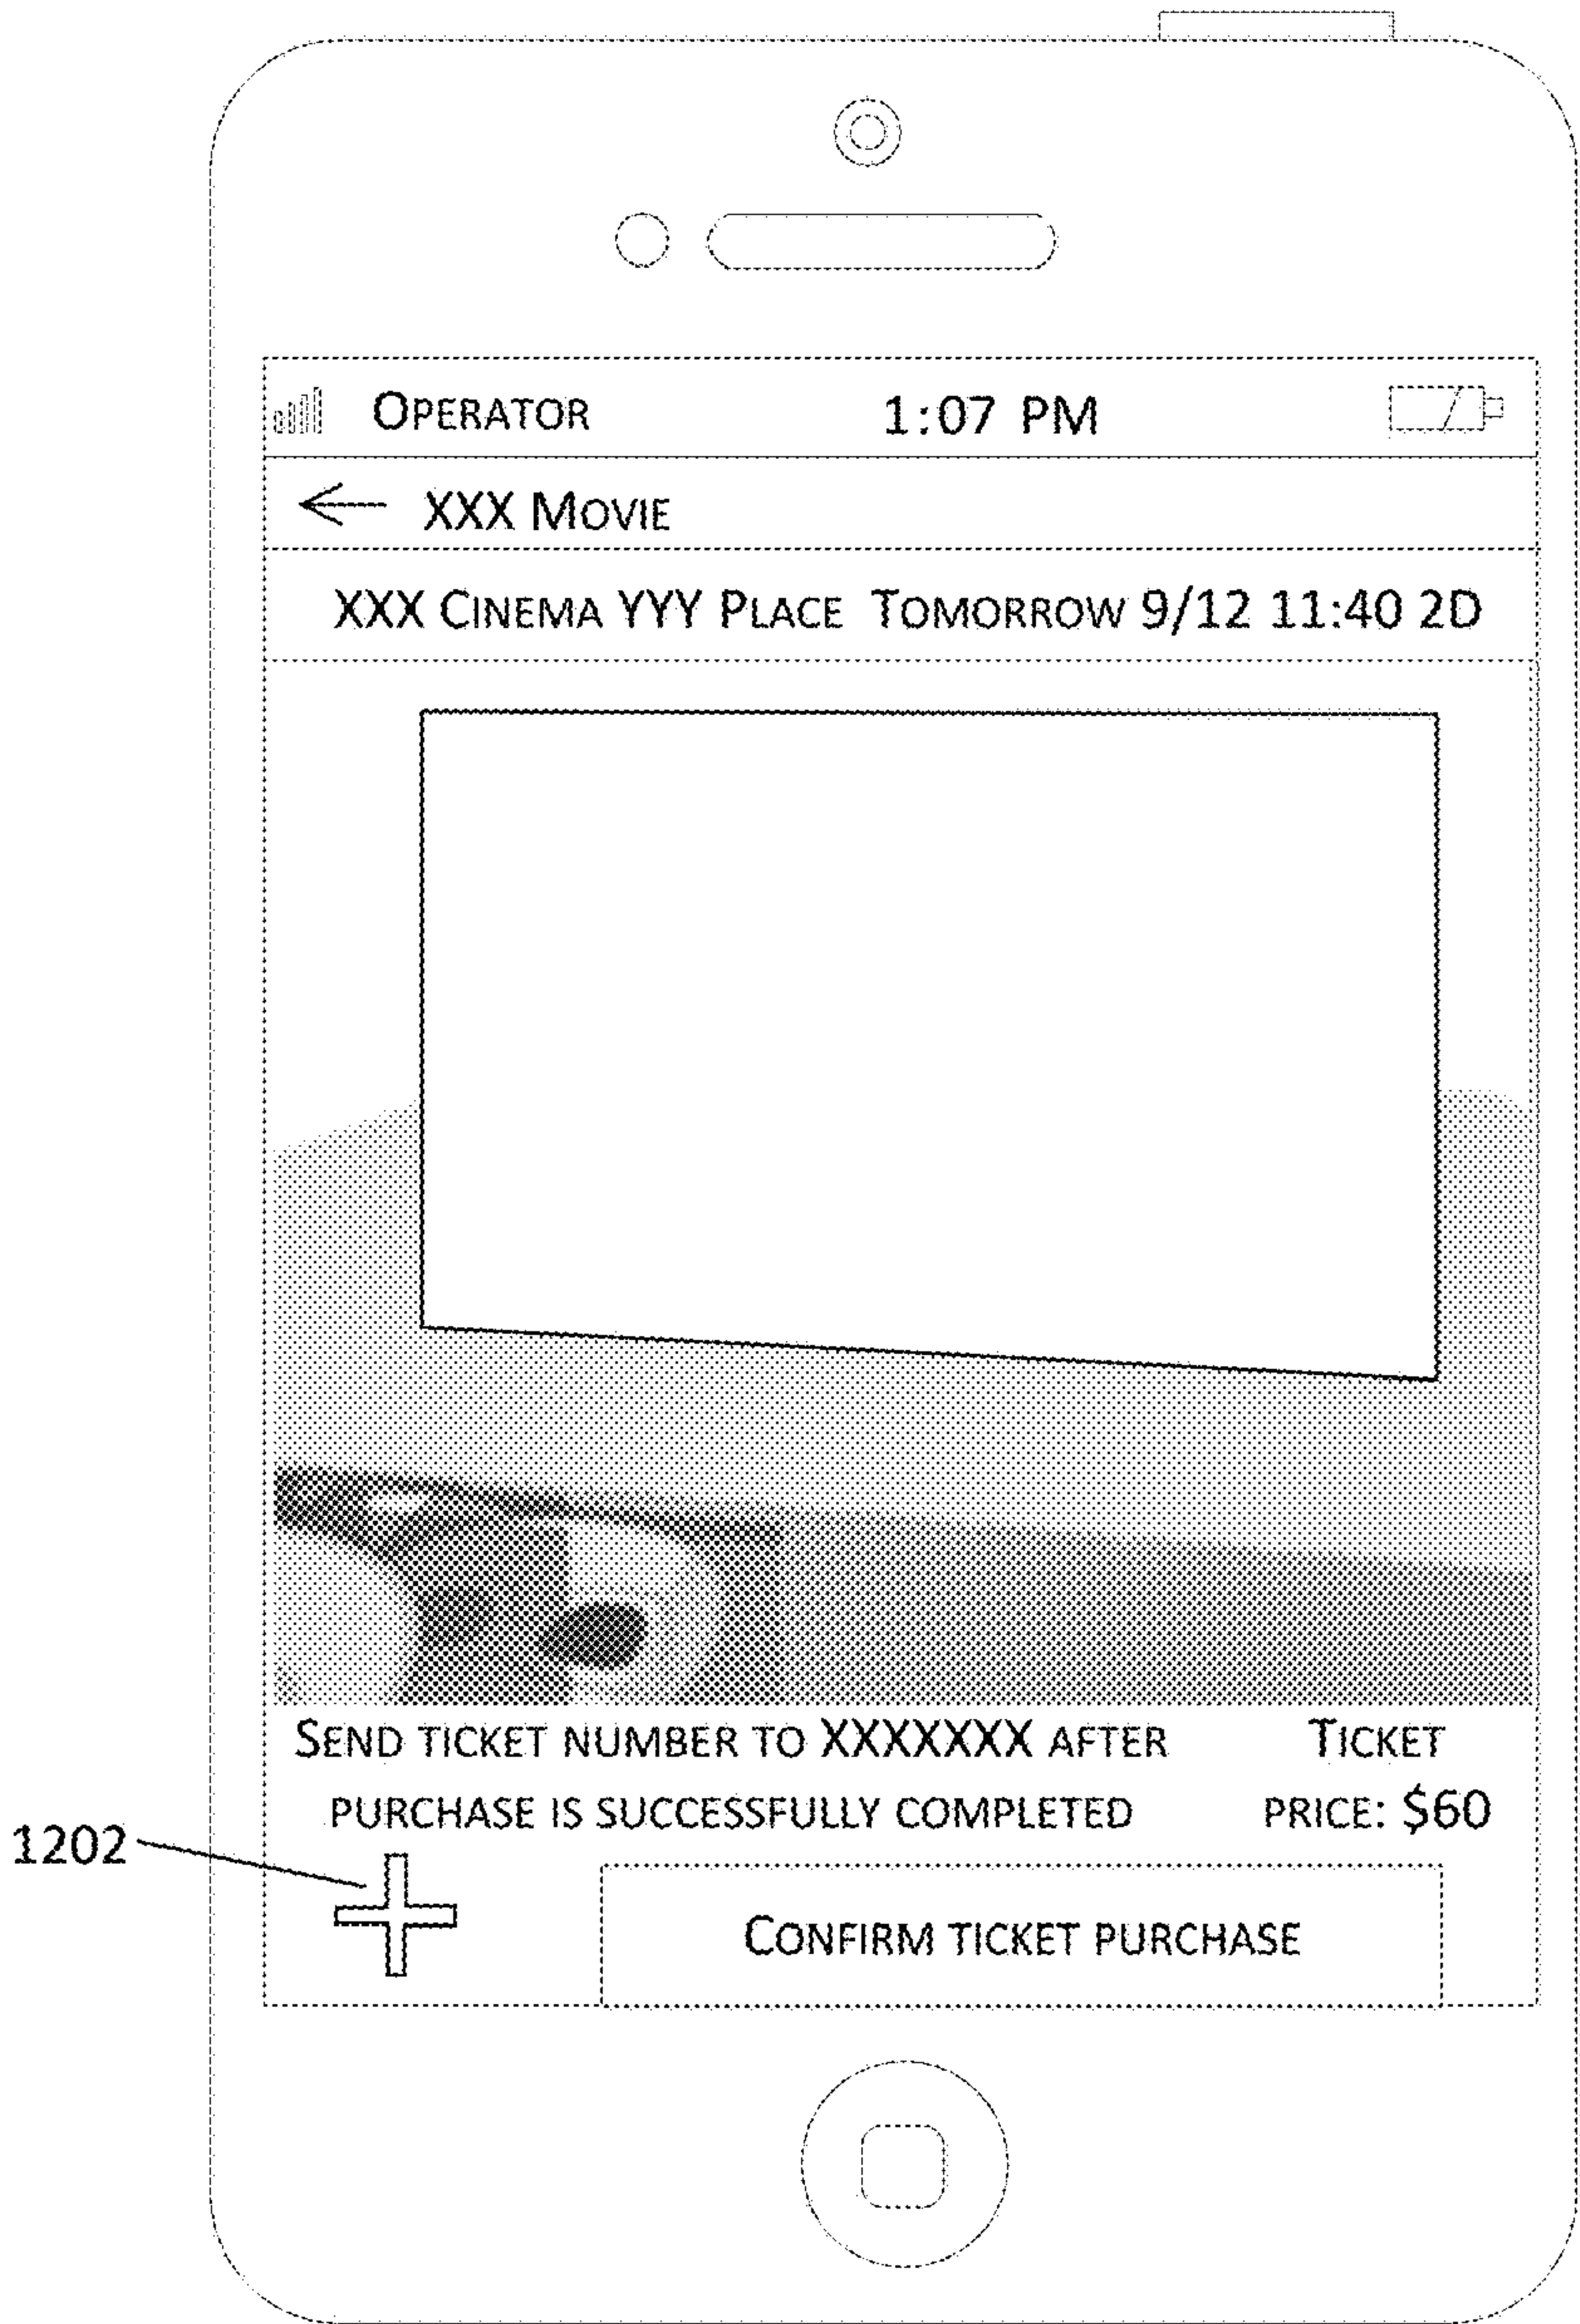 OPERATOR 1:07 PM
XXX MOVIE
XXX CINEMA YYY PLACE TOMORROW 9/12 11:40 2D
SEND TICKET NUMBER TO XXXXXXX AFTER
PURCHASE IS SUCCESSFULLY COMPLETED
TICKET
PRICE: $60
1202
CONFIRM TICKET PURCHASE